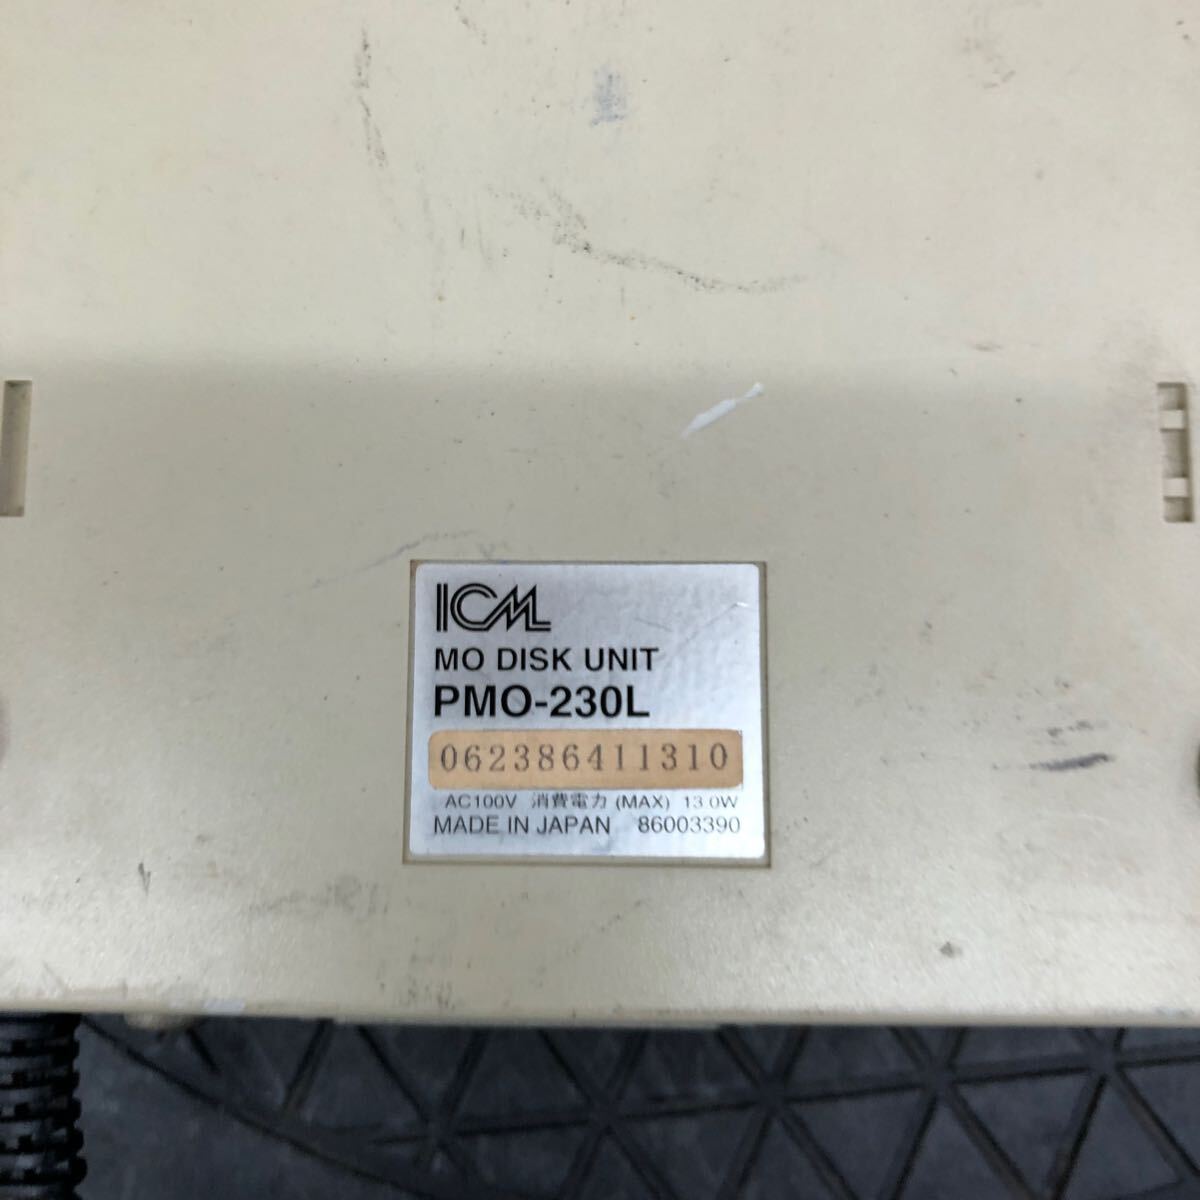 ICM
MO DISK UNIT
PMO-230L
062386411310
AC100V 消費電力 (MAX) 13.0W
MADE IN JAPAN 86003390